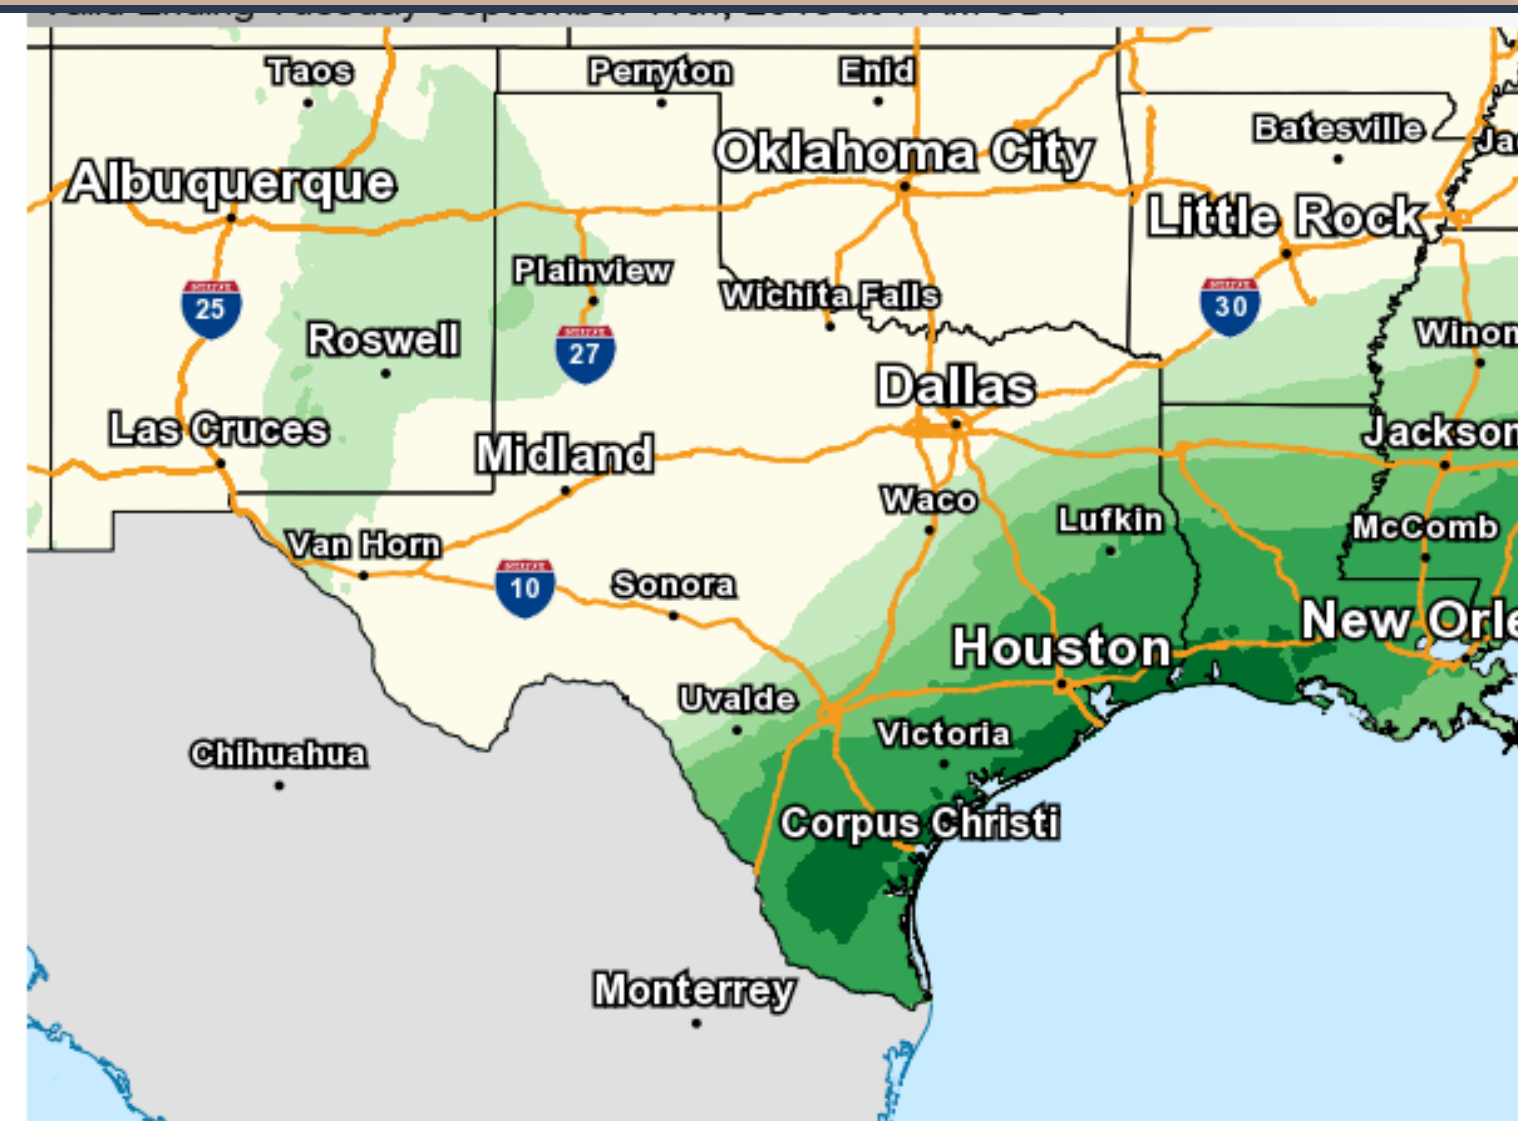 Taos
Perryton
Enid
Batesville
Oklahoma City
Albuquerque
Little Rock
Plainview
Wichita Falls
25
30
Roswell
27
Winon
Dallas
Las Cruces
Midland
Jackson
Waco
Lufkin
McComb
Van Horn
10
Sonora
New Orle
Houston
Uvalde
Victoria
Chihuahua
Corpus Christi
Monterrey